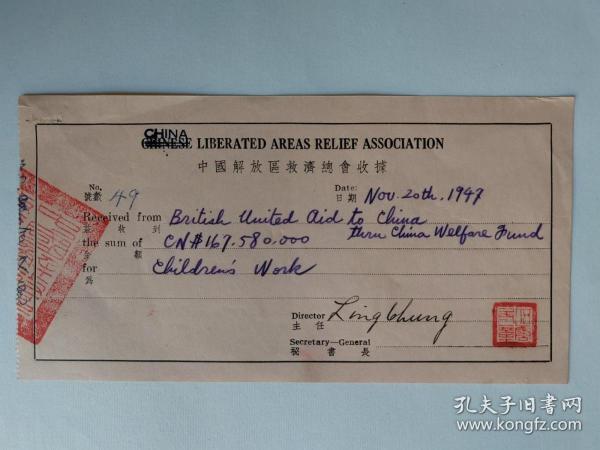 CHINA
CHINESE LIBERATED AREAS RELIEF ASSOCIATION
中國解放區救濟總會收據
No. Date:
號數 49 日期 Nov. 20th. 1947
Received from British United Aid to China
茲收到 thru China Welfare Fund
the sum of CN$167.580.000
金額
for Children's Work
為
Director Ling Chung
主任
Secretary—General
秘書長
孔夫子旧书网
www.kongfz.com